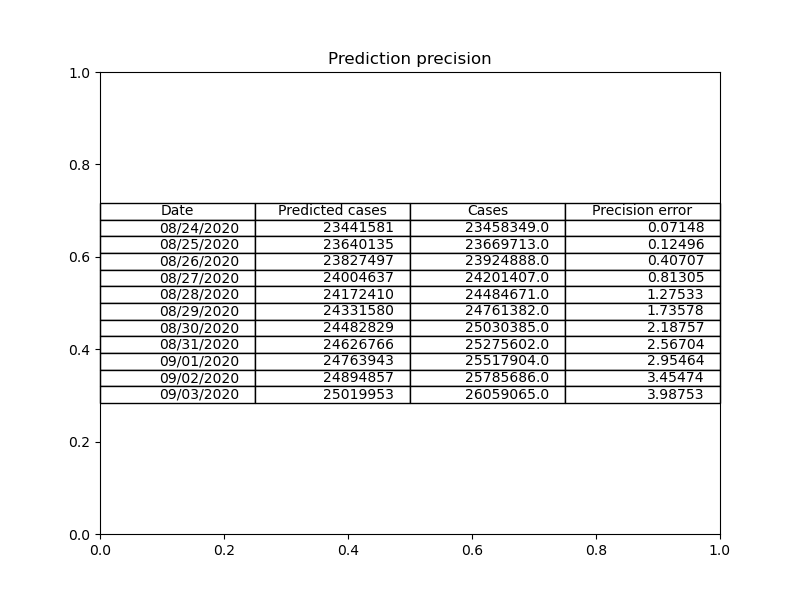 Prediction precision
1.0
0.8
Date Predicted cases Cases Precision error
08/24/2020 23441581 23458349.0 0.07148
08/25/2020 23640135 23669713.0 0.12496
0.6
08/26/2020 23827497 23924888.0 0.40707
08/27/2020 24004637 24201407.0 0.81305
08/28/2020 24172410 24484671.0 1.27533
08/29/2020 24331580 24761382.0 1.73578
08/30/2020 24482829 25030385.0 2.18757
08/31/2020 24626766 25275602.0 2.56704
0.4
09/01/2020 24763943 25517904.0 2.95464
09/02/2020 24894857 25785686.0 3.45474
09/03/2020 25019953 26059065.0 3.98753
0.2
0.0
0.0 0.2 0.4 0.6 0.8 1.0